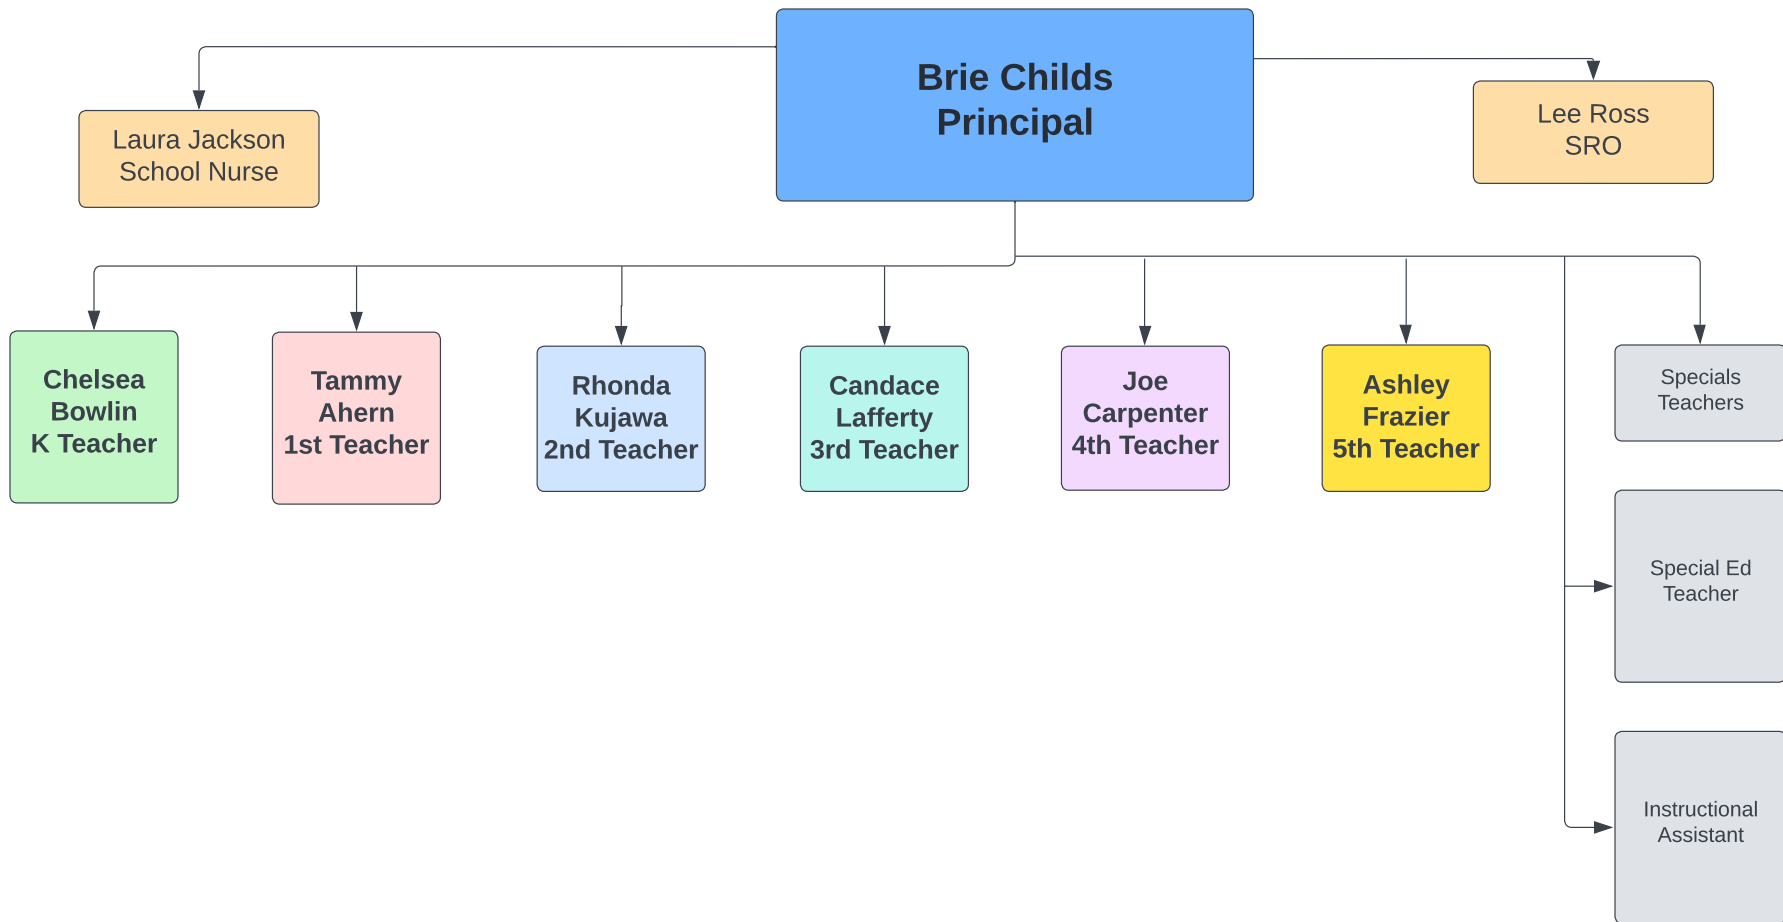 Brie Childs
Principal
Laura Jackson
School Nurse
Lee Ross
SRO
Chelsea
Bowlin
K Teacher
Tammy
Ahern
1st Teacher
Rhonda
Kujawa
2nd Teacher
Candace
Lafferty
3rd Teacher
Joe
Carpenter
4th Teacher
Ashley
Frazier
5th Teacher
Specials
Teachers
Special Ed
Teacher
Instructional
Assistant